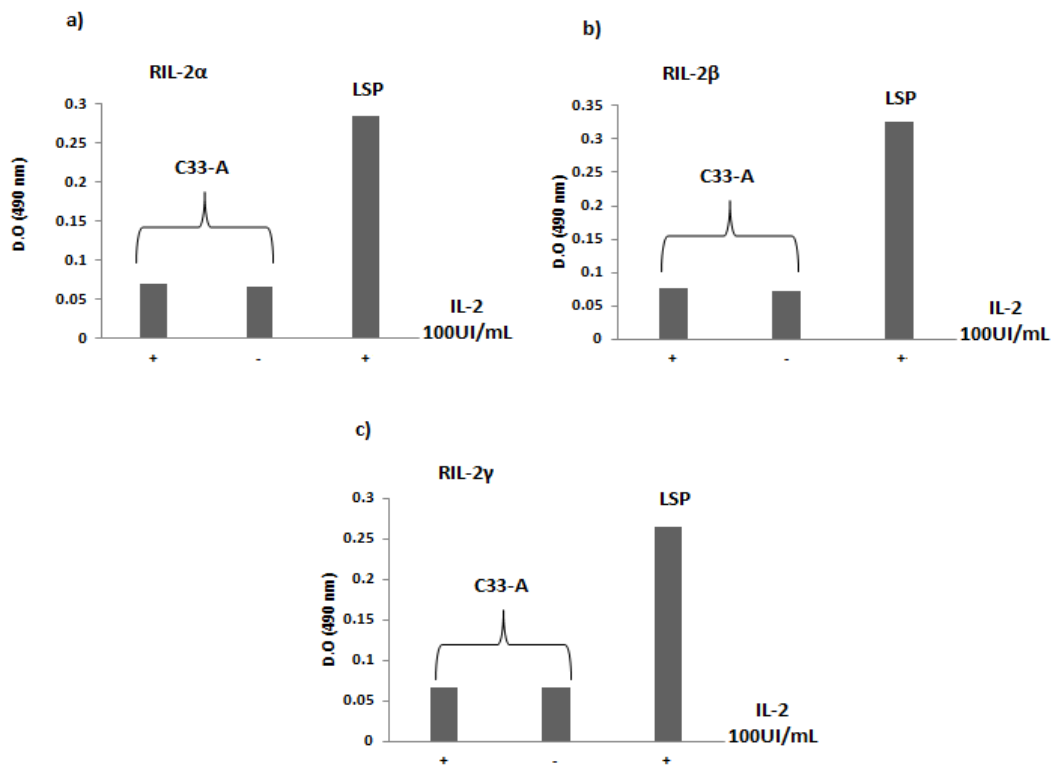 a)
RIL-2α
LSP
0.3
0.25
0.2
0.15
0.1
0.05
0
D.O (490 nm)
C33-A
IL-2
100UI/mL
+ - +
b)
RIL-2β
LSP
0.35
0.3
0.25
0.2
0.15
0.1
0.05
0
D.O (490 nm)
C33-A
IL-2
100UI/mL
+ - +
c)
RIL-2γ
LSP
0.3
0.25
0.2
0.15
0.1
0.05
0
D.O (490 nm)
C33-A
IL-2
100UI/mL
+ - +